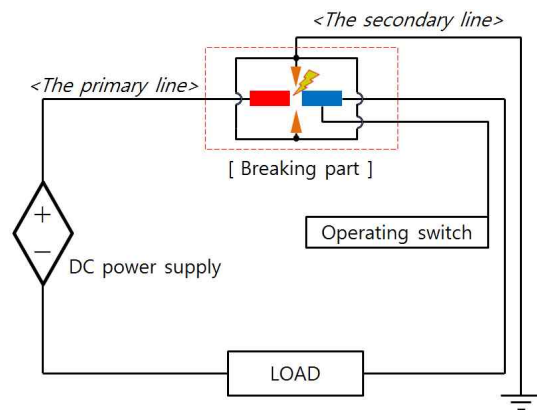 <The secondary line>
<The primary line>
[ Breaking part ]
Operating switch
+
−
DC power supply
LOAD